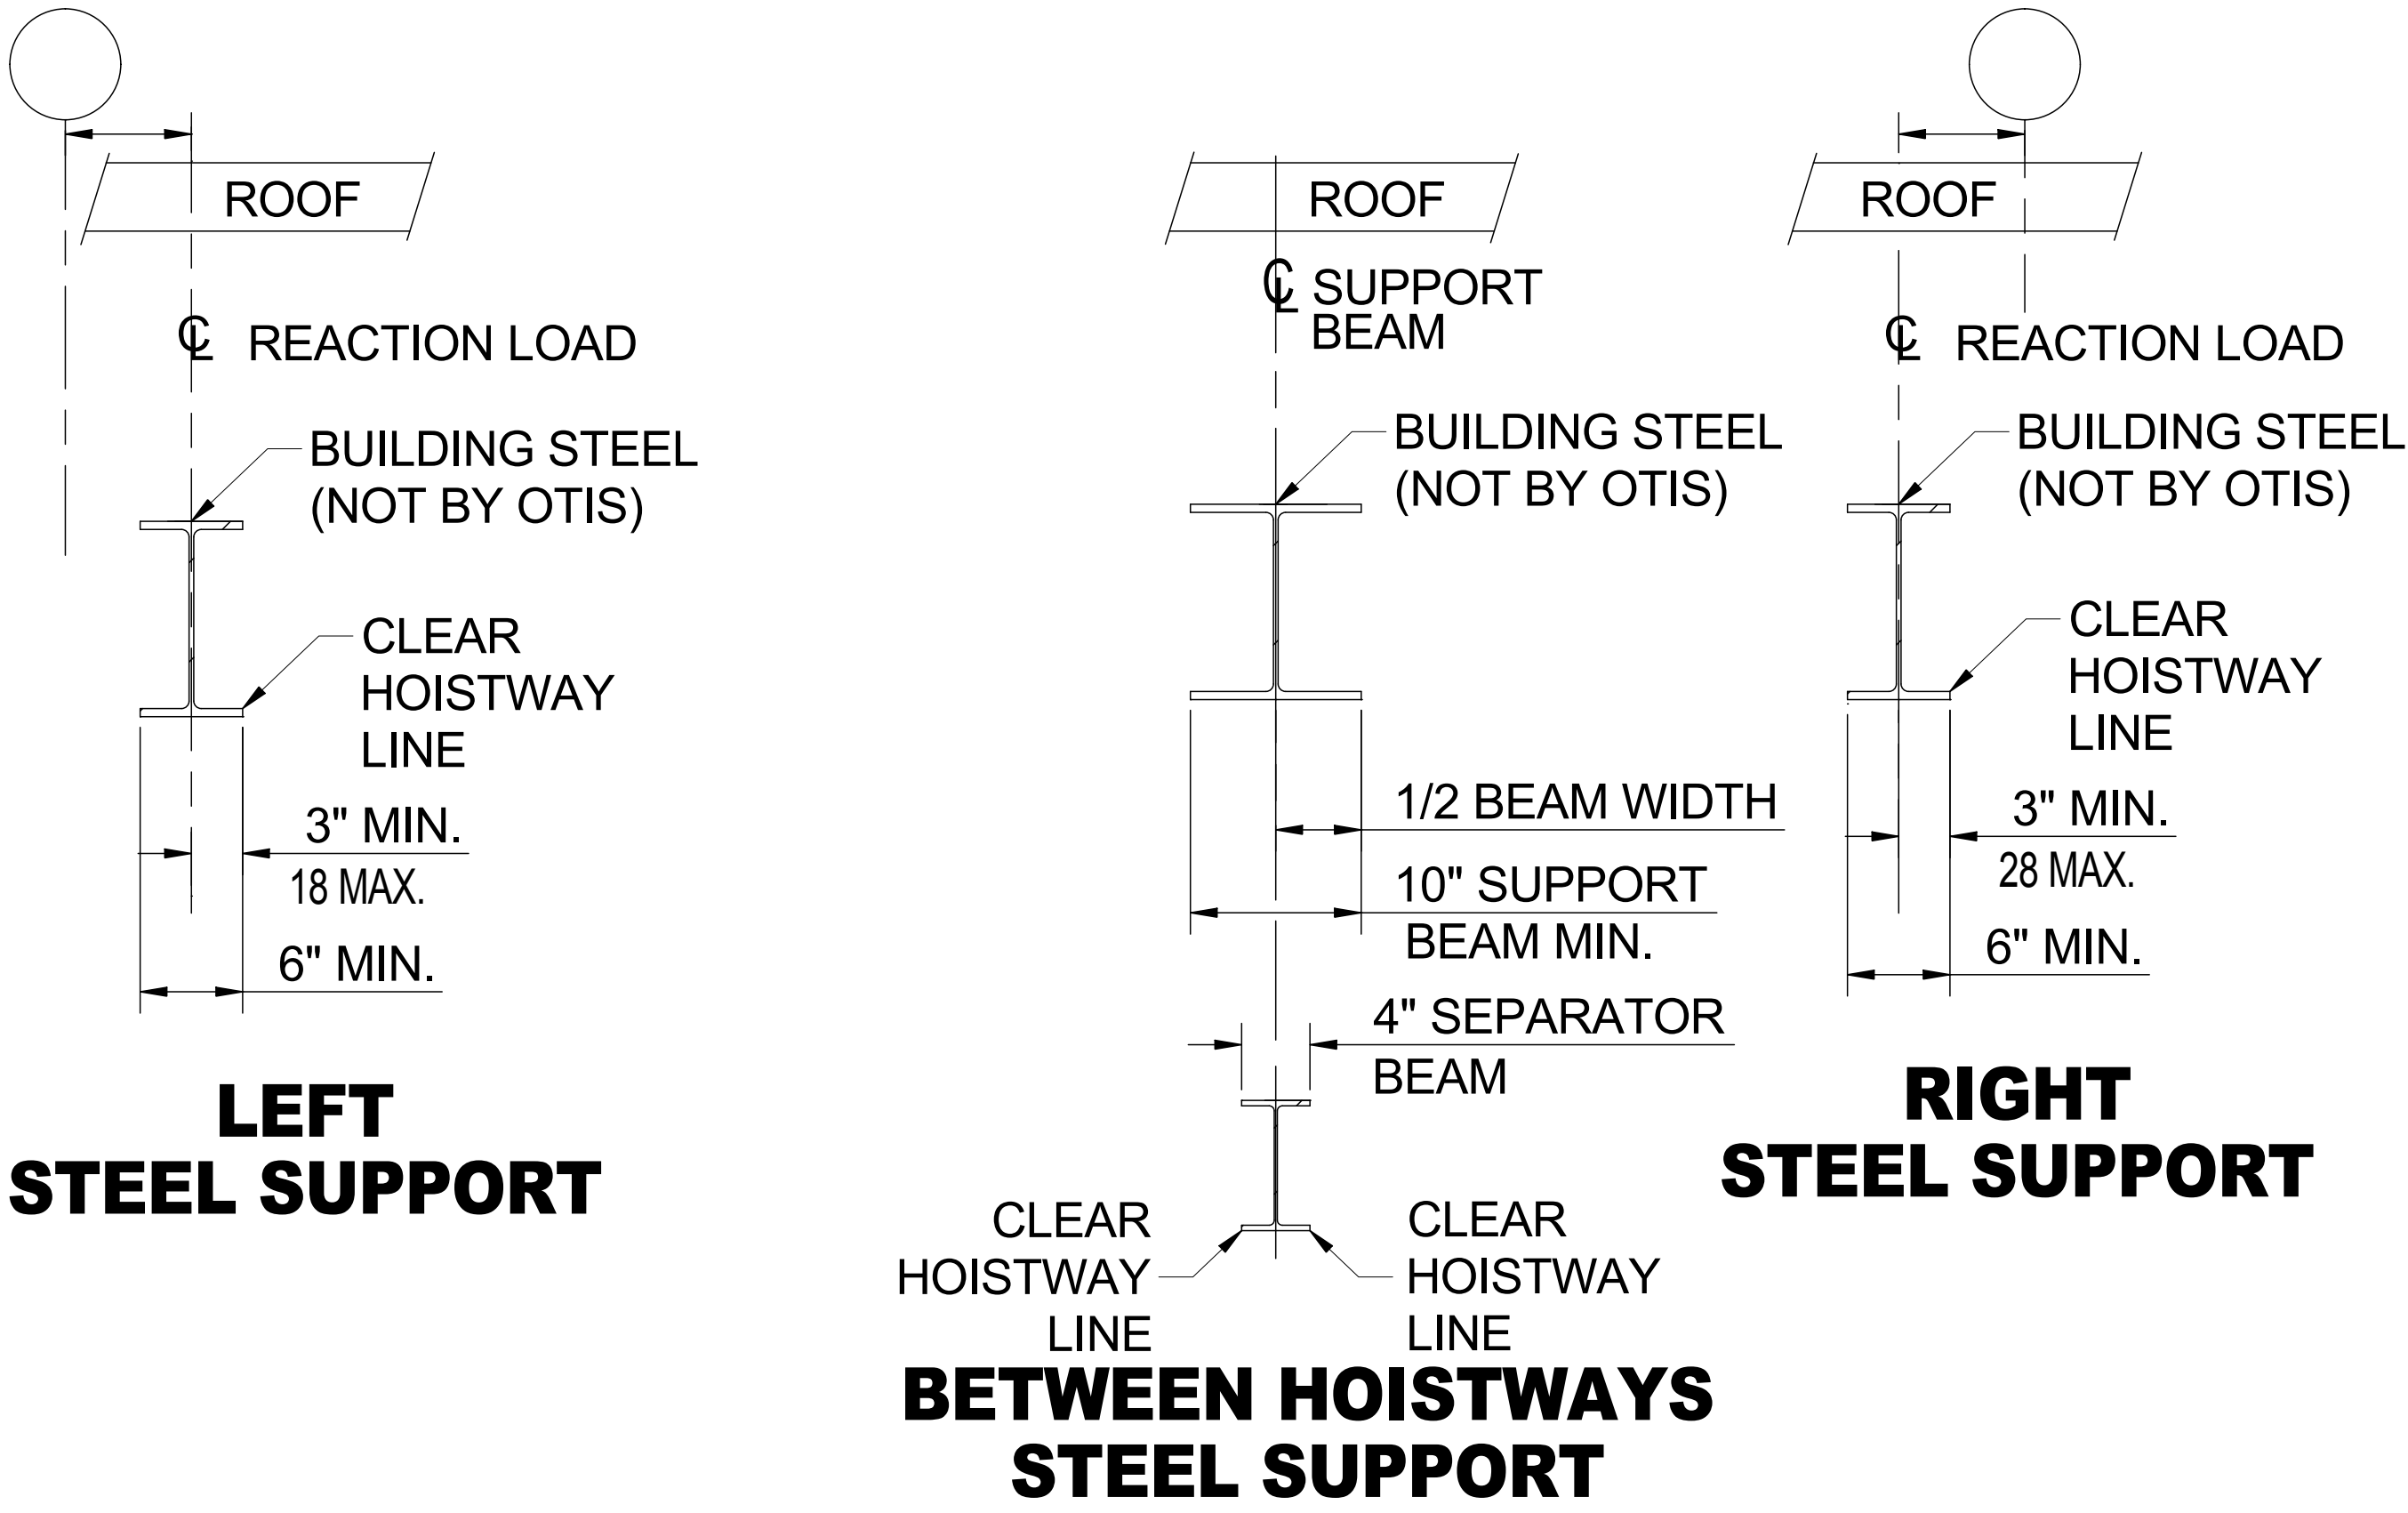 ROOF
℄ REACTION LOAD
BUILDING STEEL
(NOT BY OTIS)
CLEAR
HOISTWAY
LINE
3" MIN.
18 MAX.
6" MIN.
LEFT
STEEL SUPPORT
ROOF
℄ SUPPORT
BEAM
BUILDING STEEL
(NOT BY OTIS)
1/2 BEAM WIDTH
10" SUPPORT
BEAM MIN.
4" SEPARATOR
BEAM
CLEAR
HOISTWAY
LINE
CLEAR
HOISTWAY
LINE
BETWEEN HOISTWAYS
STEEL SUPPORT
ROOF
℄ REACTION LOAD
BUILDING STEEL
(NOT BY OTIS)
CLEAR
HOISTWAY
LINE
3" MIN.
28 MAX.
6" MIN.
RIGHT
STEEL SUPPORT